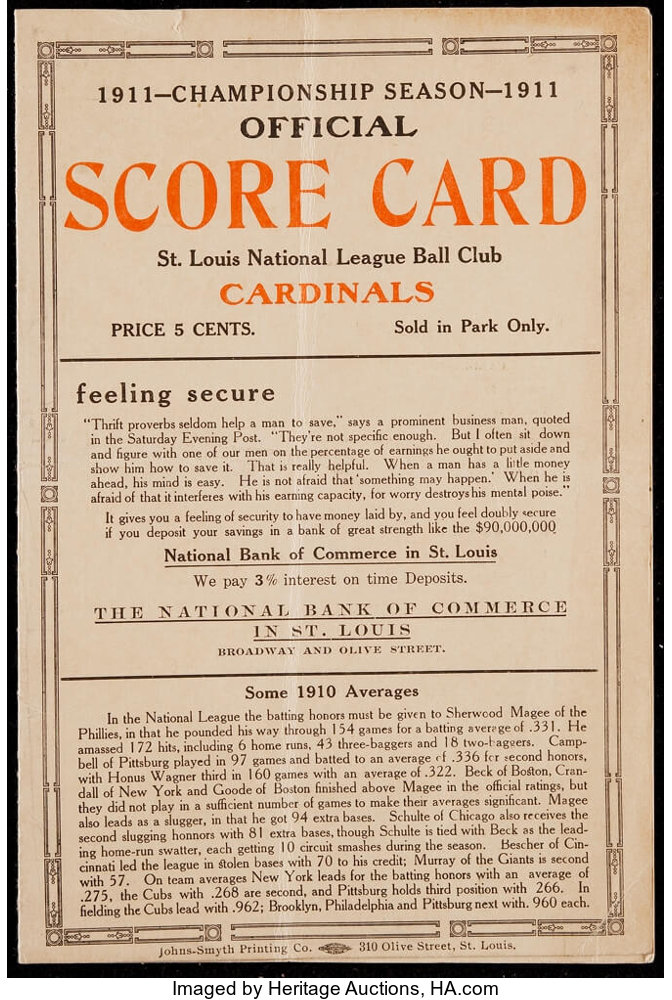 1911—CHAMPIONSHIP SEASON—1911
OFFICIAL
SCORE CARD
St. Louis National League Ball Club
CARDINALS
PRICE 5 CENTS. Sold in Park Only.
feeling secure
"Thrift proverbs seldom help a man to save," says a prominent business man, quoted
in the Saturday Evening Post. "They're not specific enough. But I often sit down
and figure with one of our men on the percentage of earnings he ought to put aside and
show him how to save it. That is really helpful. When a man has a little money
ahead, his mind is easy. He is not afraid that 'something may happen.' When he is
afraid of that it interferes with his earning capacity, for worry destroys his mental poise."
It gives you a feeling of security to have money laid by, and you feel doubly secure
if you deposit your savings in a bank of great strength like the $90,000,000
National Bank of Commerce in St. Louis
We pay 3% interest on time Deposits.
THE NATIONAL BANK OF COMMERCE
IN ST. LOUIS
BROADWAY AND OLIVE STREET.
Some 1910 Averages
In the National League the batting honors must be given to Sherwood Magee of the
Phillies, in that he pounded his way through 154 games for a batting average of .331. He
amassed 172 hits, including 6 home runs, 43 three-baggers and 18 two-baggers. Camp-
bell of Pittsburg played in 97 games and batted to an average of .336 for second honors,
with Honus Wagner third in 160 games with an average of .322. Beck of Boston, Cran-
dall of New York and Goode of Boston finished above Magee in the official ratings, but
they did not play in a sufficient number of games to make their averages significant. Magee
also leads as a slugger, in that he got 94 extra bases. Schulte of Chicago also receives the
second slugging honnors with 81 extra bases, though Schulte is tied with Beck as the lead-
ing home-run swatter, each getting 10 circuit smashes during the season. Bescher of Cin-
cinnati led the league in stolen bases with 70 to his credit; Murray of the Giants is second
with 57. On team averages New York leads for the batting honors with an average of
.275, the Cubs with .268 are second, and Pittsburg holds third position with 266. In
fielding the Cubs lead with .962; Brooklyn, Philadelphia and Pittsburg next with. 960 each.
Johns-Smyth Printing Co. 310 Olive Street, St. Louis.
Imaged by Heritage Auctions, HA.com